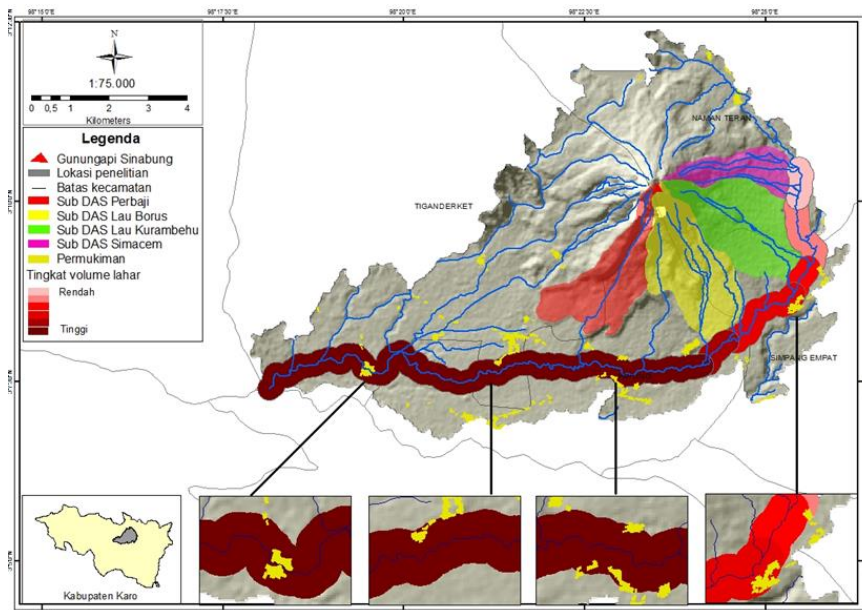 98°15'0"E 98°17'30"E 98°20'0"E 98°22'30"E 98°25'0"E
N
1:75.000
0 0,5 1 2 3 4
Kilometers
Legenda
Gunungapi Sinabung
Lokasi penelitian
Batas kecamatan
Sub DAS Perbaji
Sub DAS Lau Borus
Sub DAS Lau Kurambehu
Sub DAS Simacem
Permukiman
Tingkat volume lahar
Rendah
Tinggi
NAMAN TERAN
TIGANDERKET
SIMPANG EMPAT
Kabupaten Karo